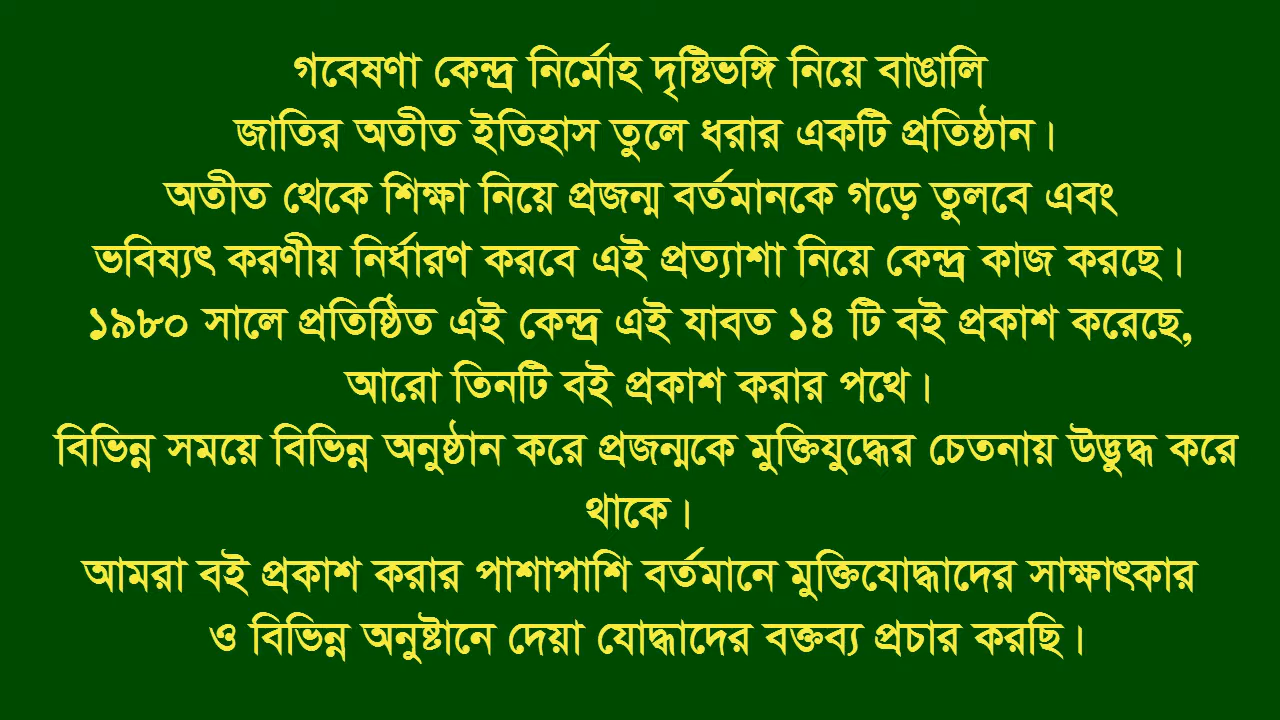 গবেষণা কেন্দ্র নির্মোহ দৃষ্টিভঙ্গি নিয়ে বাঙালি
জাতির অতীত ইতিহাস তুলে ধরার একটি প্রতিষ্ঠান।
অতীত থেকে শিক্ষা নিয়ে প্রজন্ম বর্তমানকে গড়ে তুলবে এবং
ভবিষ্যৎ করণীয় নির্ধারণ করবে এই প্রত্যাশা নিয়ে কেন্দ্র কাজ করছে।
১৯৮০ সালে প্রতিষ্ঠিত এই কেন্দ্র এই যাবত ১৪ টি বই প্রকাশ করেছে,
আরো তিনটি বই প্রকাশ করার পথে।
বিভিন্ন সময়ে বিভিন্ন অনুষ্ঠান করে প্রজন্মকে মুক্তিযুদ্ধের চেতনায় উদ্ভুদ্ধ করে
থাকে।
আমরা বই প্রকাশ করার পাশাপাশি বর্তমানে মুক্তিযোদ্ধাদের সাক্ষাৎকার
ও বিভিন্ন অনুষ্টানে দেয়া যোদ্ধাদের বক্তব্য প্রচার করছি।